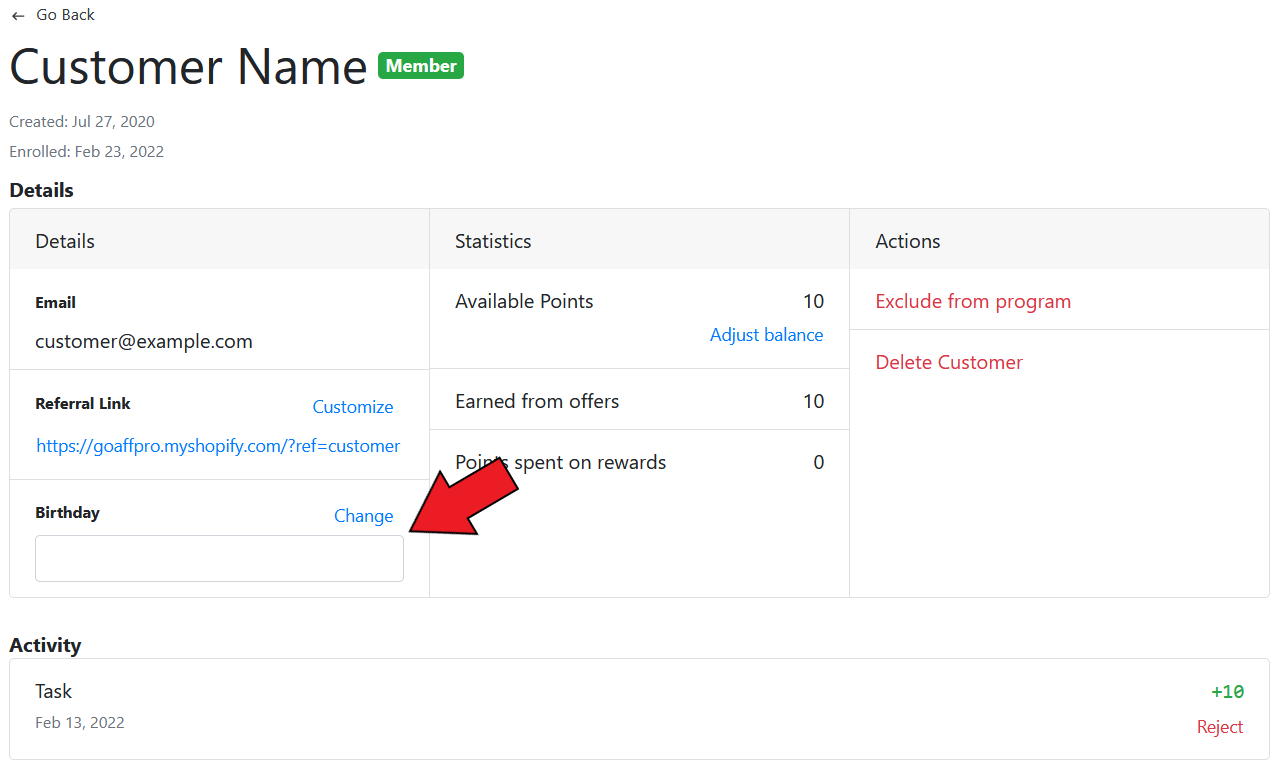 ← Go Back
Customer Name Member
Created: Jul 27, 2020
Enrolled: Feb 23, 2022
Details
Details
Email
customer@example.com
Referral Link Customize
https://goaffpro.myshopify.com/?ref=customer
Birthday Change
Statistics
Available Points 10
Adjust balance
Earned from offers 10
Points spent on rewards 0
Actions
Exclude from program
Delete Customer
Activity
Task +10
Feb 13, 2022 Reject